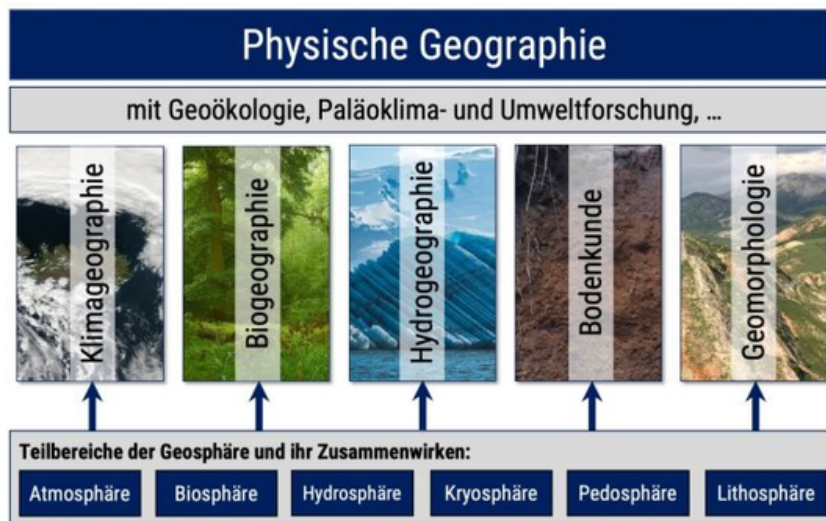 Physische Geographie
mit Geoökologie, Paläoklima- und Umweltforschung, ...
Klimageographie
Biogeographie
Hydrogeographie
Bodenkunde
Geomorphologie
Teilbereiche der Geosphäre und ihr Zusammenwirken:
Atmosphäre
Biosphäre
Hydrosphäre
Kryosphäre
Pedosphäre
Lithosphäre